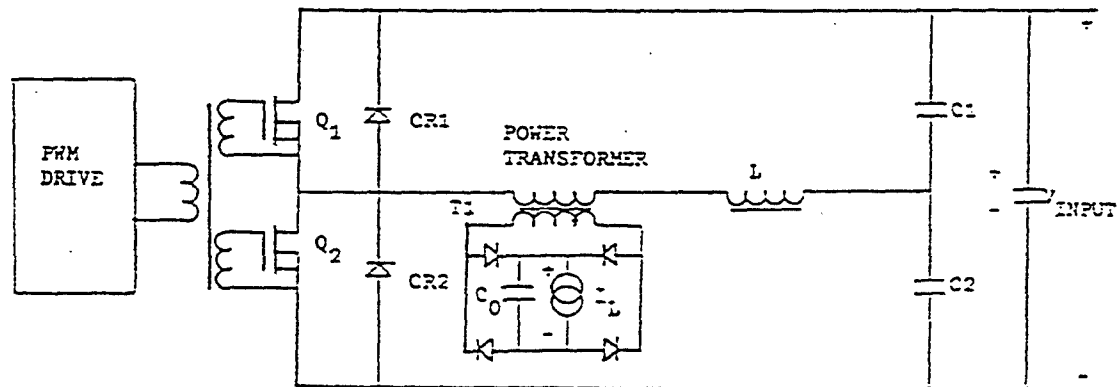 PWM
DRIVE
Q1
CR1
POWER
TRANSFORMER
L
C1
+
-
INPUT
T1
Q2
CR2
+
C0
-
C2
+
-